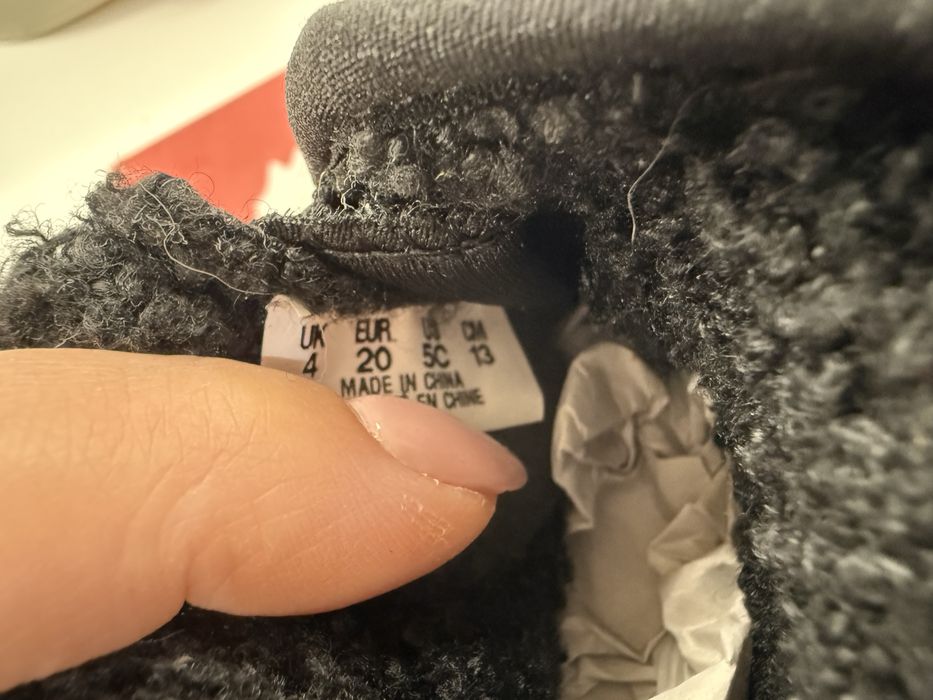 UK EUR US CM
4 20 5C 13
MADE IN CHINA
EN CHINE